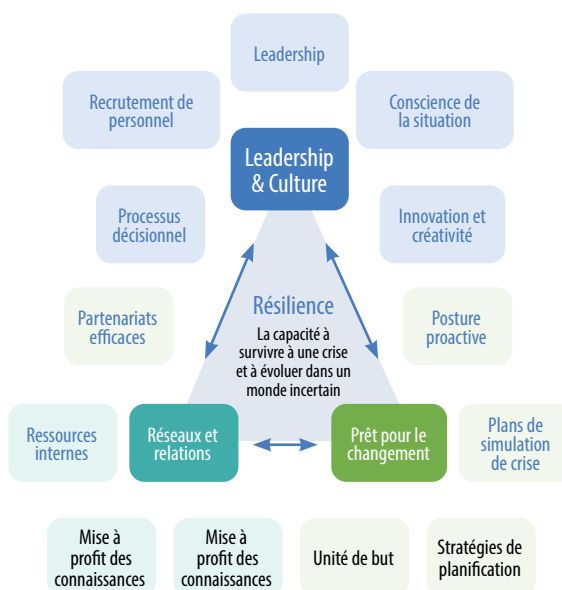 Leadership
Recrutement de
personnel
Conscience de
la situation
Leadership
& Culture
Processus
décisionnel
Innovation et
créativité
Partenariats
efficaces
Résilience
La capacité à
survivre à une crise
et à évoluer dans un
monde incertain
Posture
proactive
Ressources
internes
Réseaux et
relations
Prêt pour le
changement
Plans de
simulation
de crise
Mise à
profit des
connaissances
Mise à
profit des
connaissances
Unité de but
Stratégies de
planification